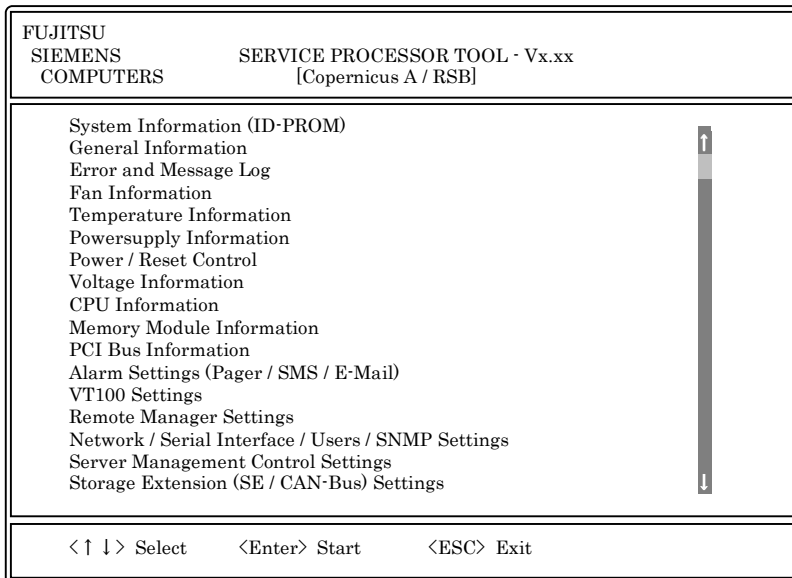 FUJITSU
SIEMENS SERVICE PROCESSOR TOOL - Vx.xx
COMPUTERS [Copernicus A / RSB]
System Information (ID-PROM)
General Information
Error and Message Log
Fan Information
Temperature Information
Powersupply Information
Power / Reset Control
Voltage Information
CPU Information
Memory Module Information
PCI Bus Information
Alarm Settings (Pager / SMS / E-Mail)
VT100 Settings
Remote Manager Settings
Network / Serial Interface / Users / SNMP Settings
Server Management Control Settings
Storage Extension (SE / CAN-Bus) Settings
<↑ ↓> Select <Enter> Start <ESC> Exit